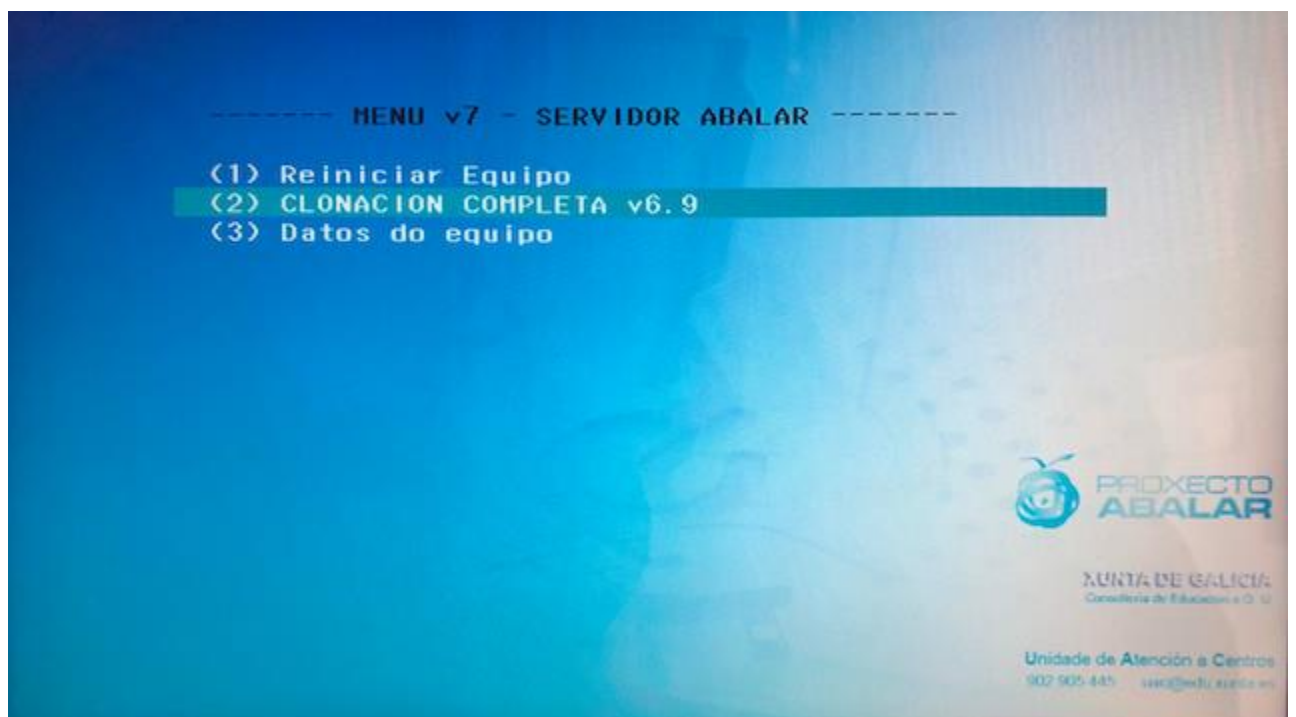 ------- MENU v7 - SERVIDOR ABALAR -------
(1) Reiniciar Equipo
(2) CLONACION COMPLETA v6.9
(3) Datos do equipo
PROXECTO
ABALAR
XUNTA DE GALICIA
Unidade de Atención a Centros
902 905 445